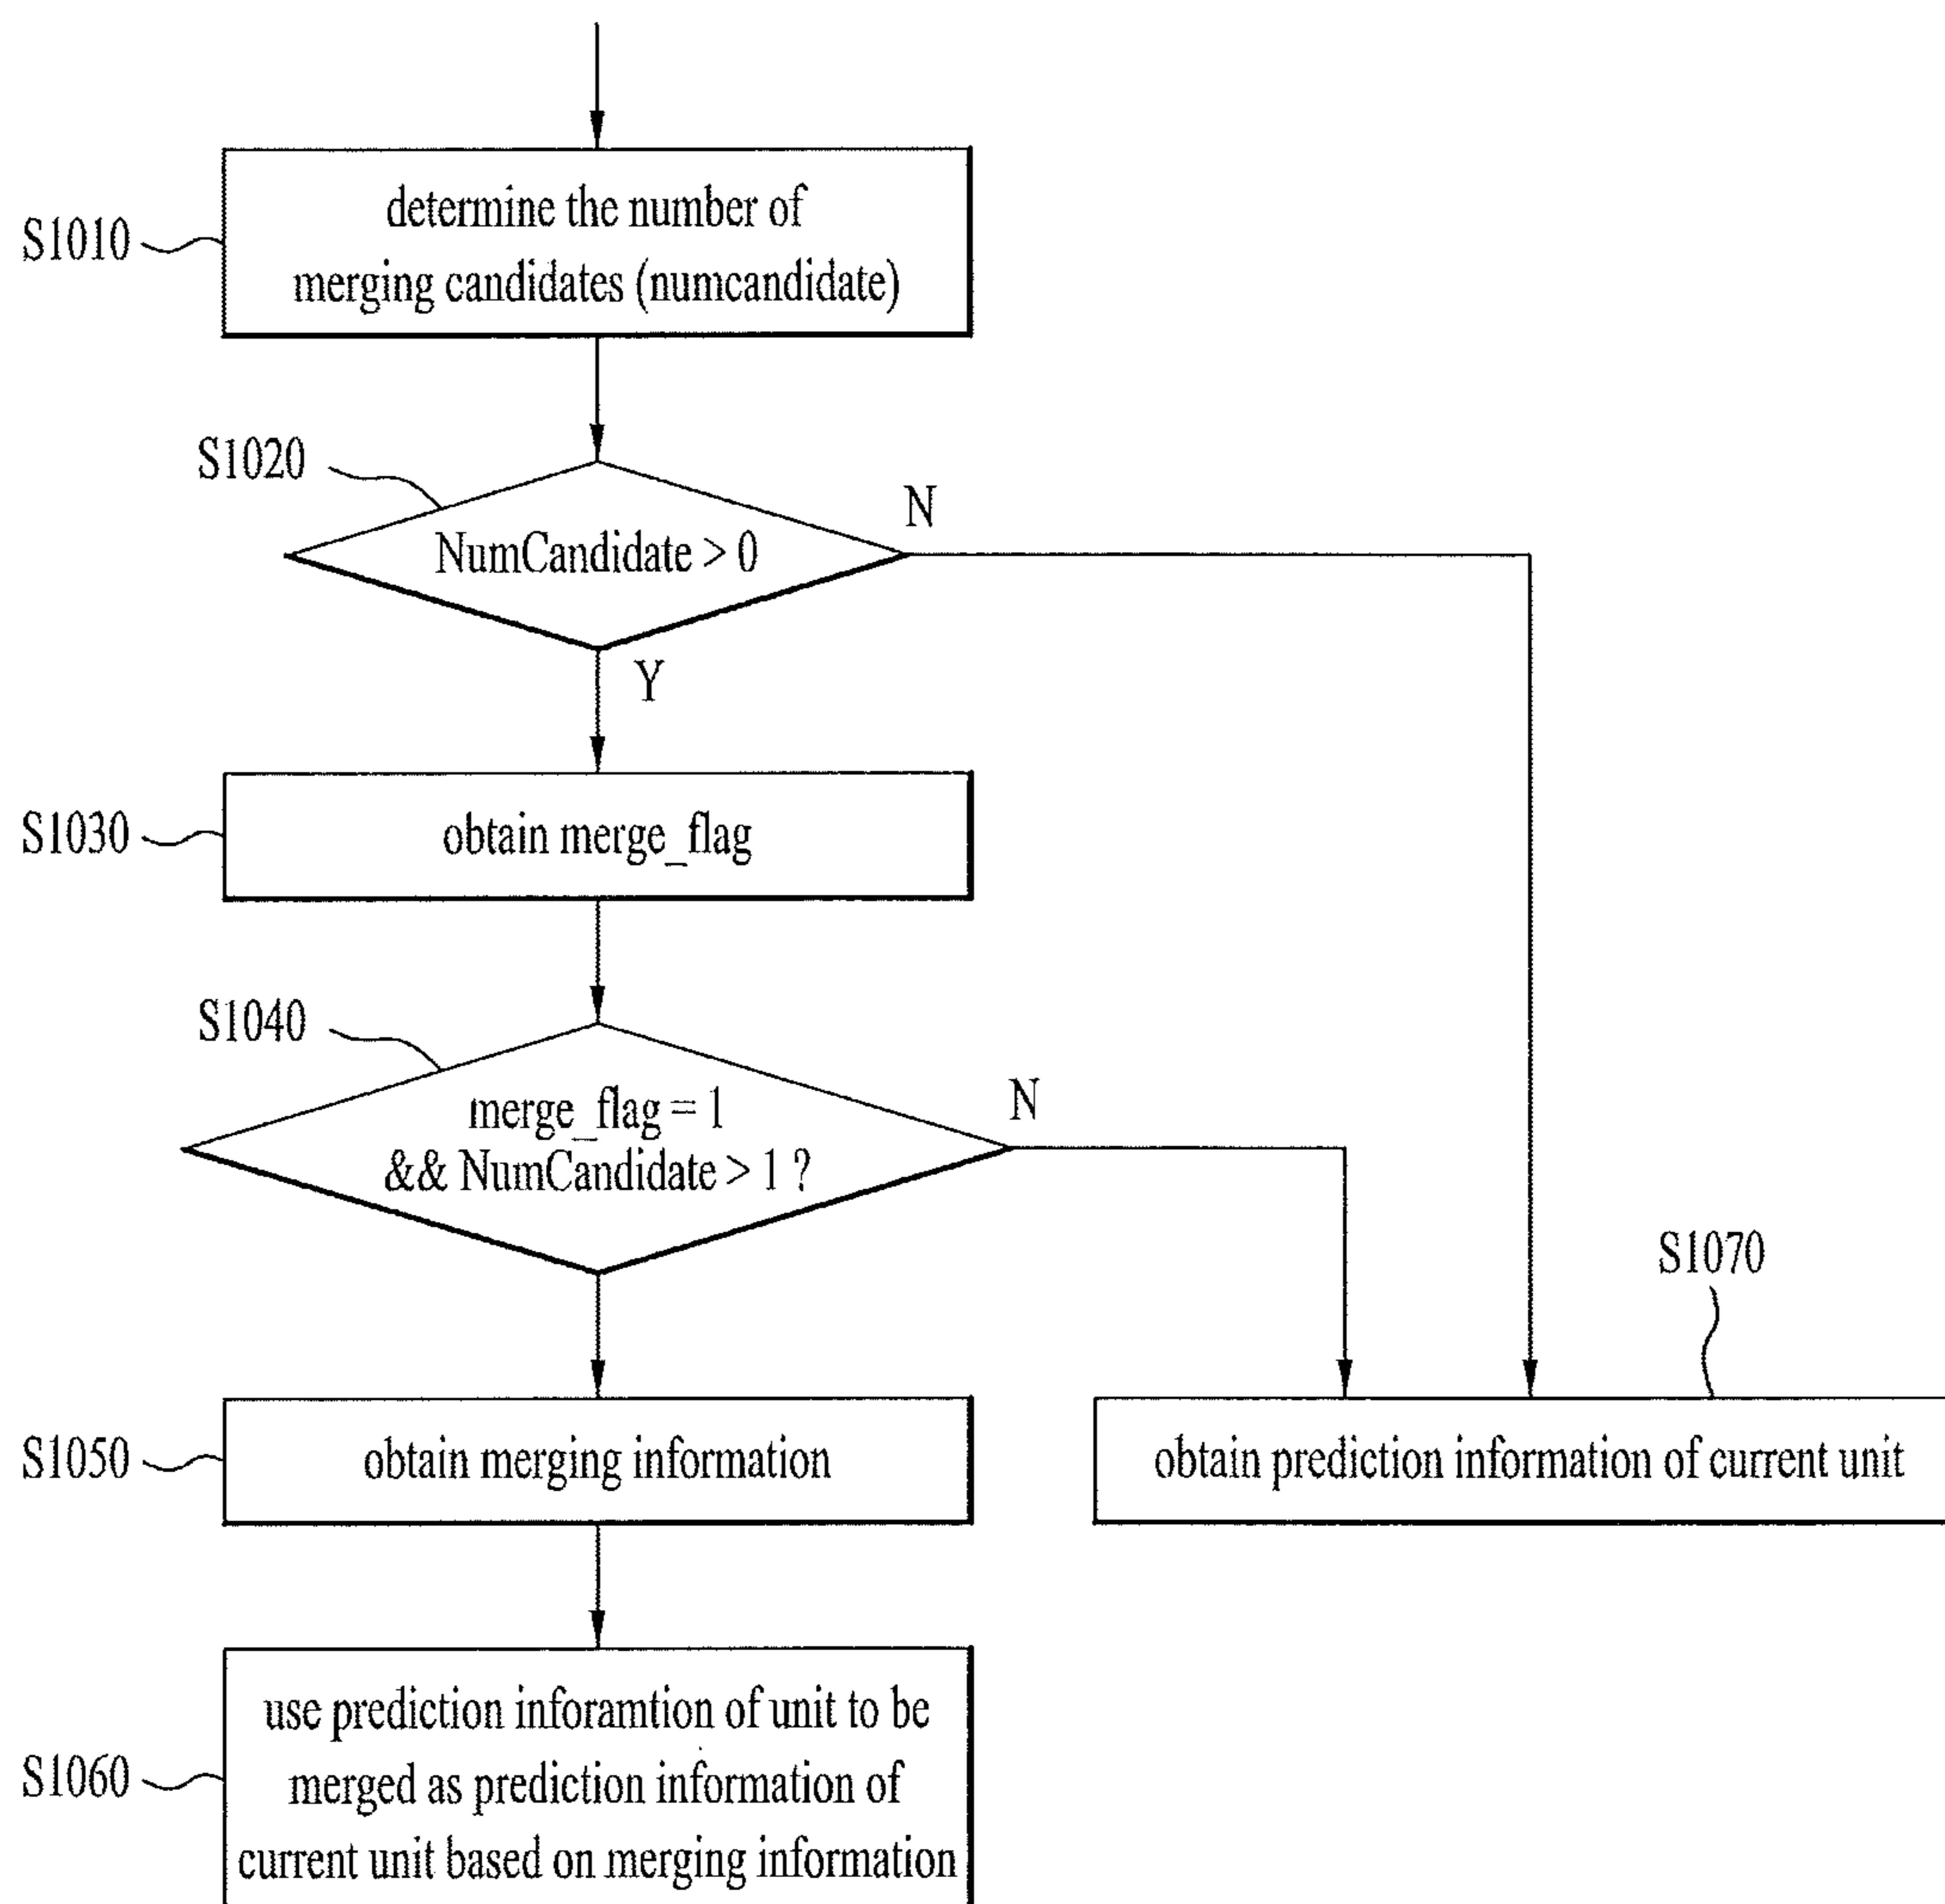 determine the number of
S1010
merging candidates (numcandidate)
S1020
N
NumCandidate > 0
Y
S1030
obtain merge_flag
S1040
N
merge_flag = 1
&& NumCandidate > 1 ?
S1070
S1050
obtain merging information
obtain prediction information of current unit
use prediction inforamtion of unit to be
S1060
merged as prediction information of
current unit based on merging information